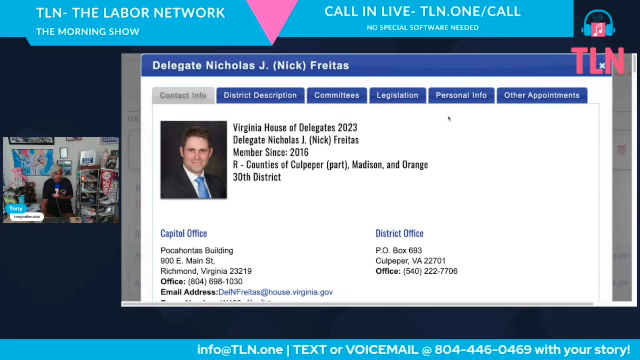 TLN- THE LABOR NETWORK
THE MORNING SHOW
CALL IN LIVE- TLN.ONE/CALL
NO SPECIAL SOFTWARE NEEDED
TLN
Delegate Nicholas J. (Nick) Freitas
x
Contact Info
District Description
Committees
Legislation
Personal Info
Other Appointments
Virginia House of Delegates 2023
Delegate Nicholas J. (Nick) Freitas
Member Since: 2016
R - Counties of Culpeper (part), Madison, and Orange
30th District
Capitol Office
Pocahontas Building
900 E. Main St,
Richmond, Virginia 23219
Office: (804) 698-1030
Email Address:DelNFreitas@house.virginia.gov
District Office
P.O. Box 693
Culpeper, VA 22701
Office: (540) 222-7706
Tony
info@TLN.one | TEXT or VOICEMAIL @ 804-446-0469 with your story!